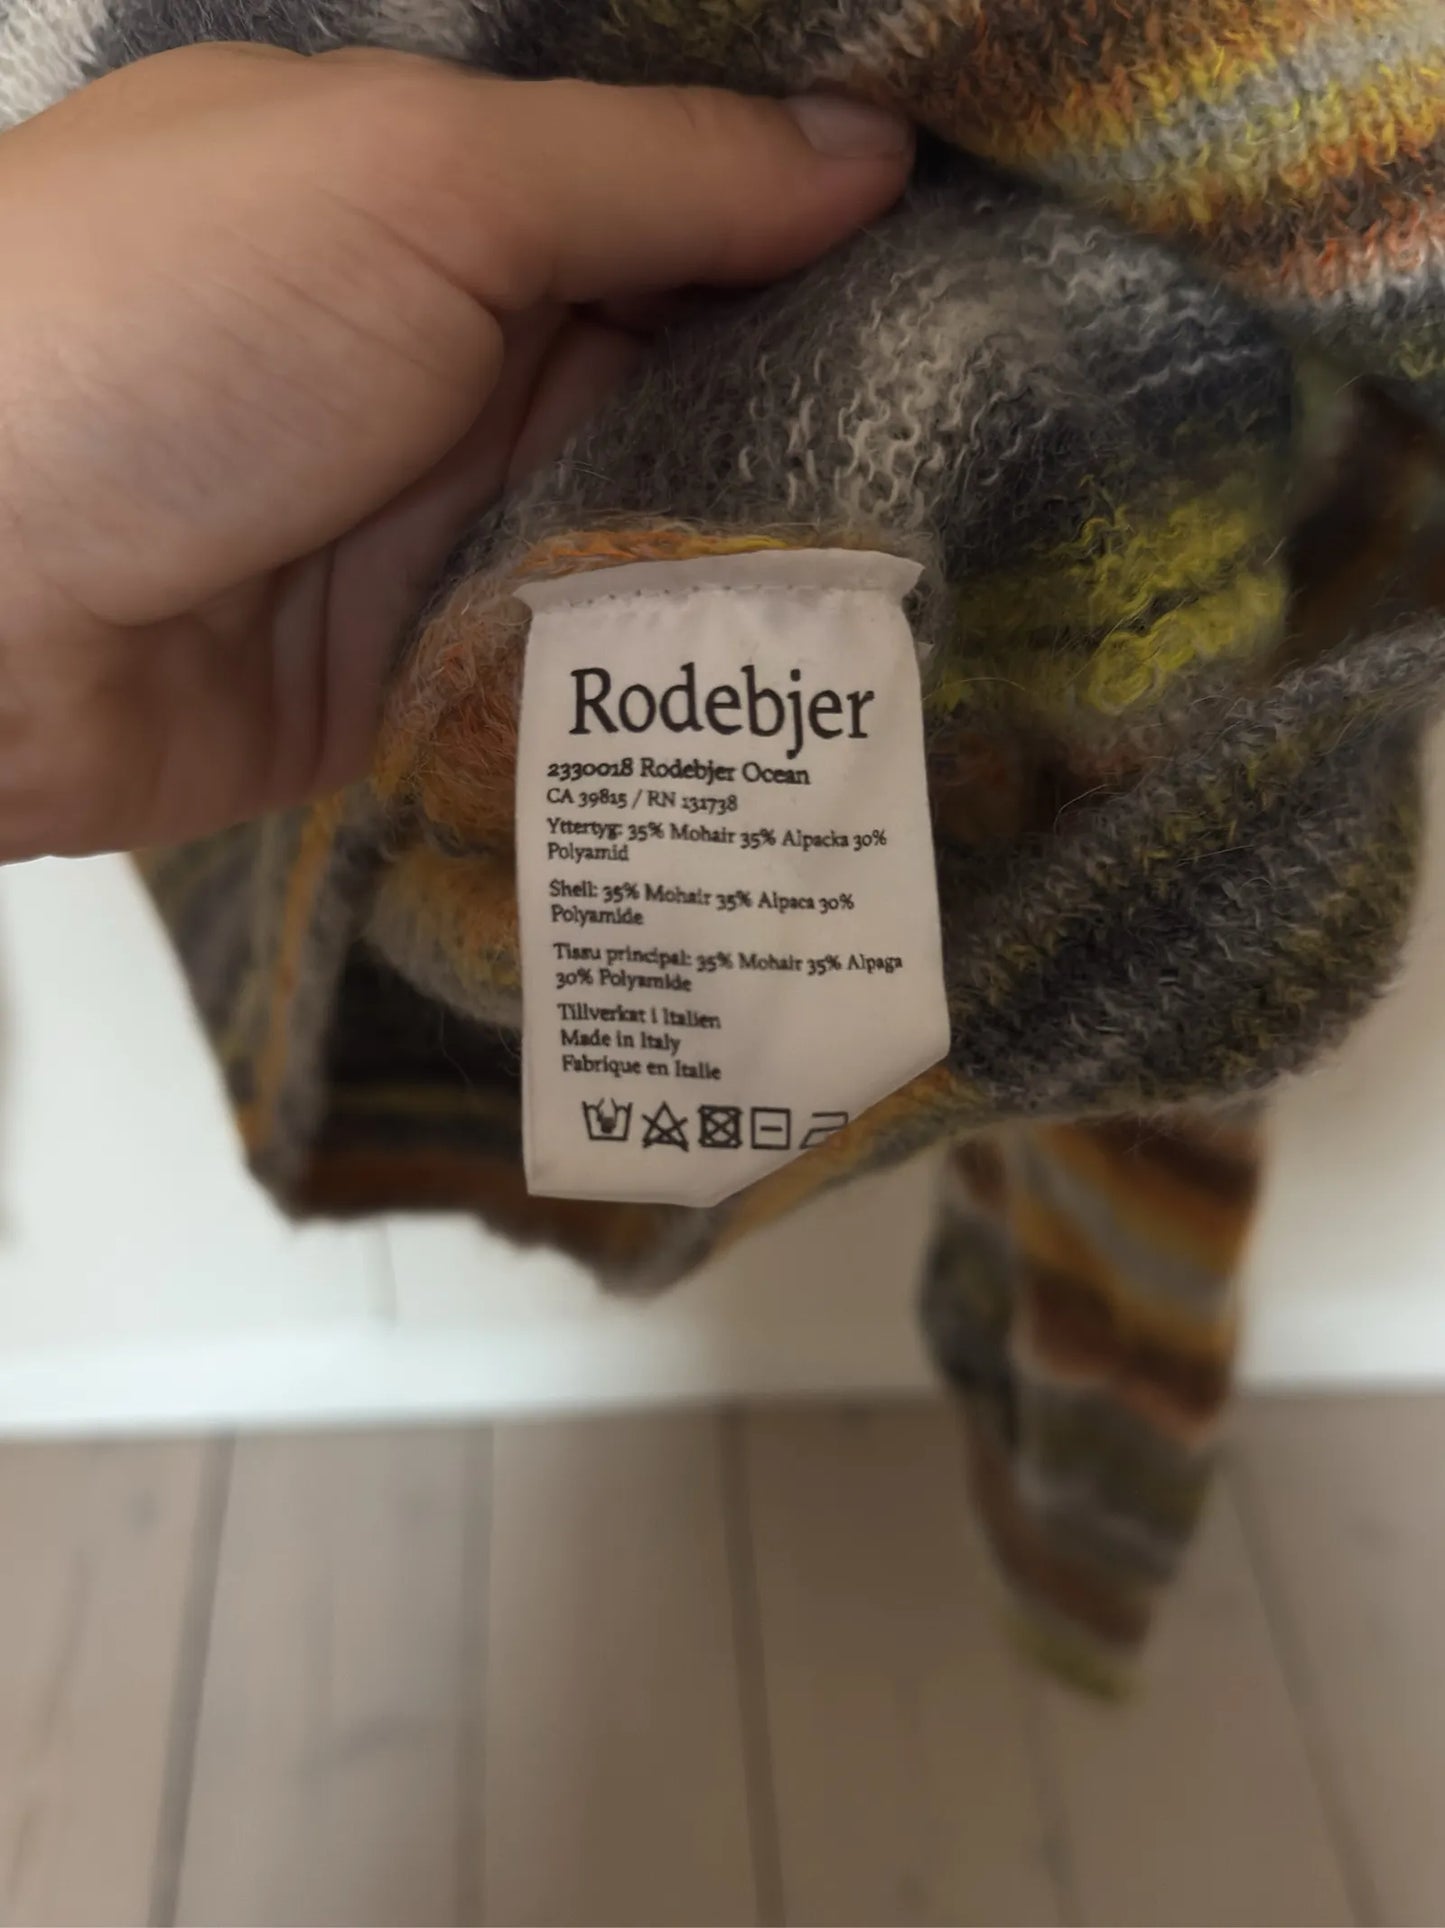 Rodebjer
2330018 Rodebjer Ocean
CA 39815 / RN 131738
Yttertyg: 35% Mohair 35% Alpacka 30%
Polyamid
Shell: 35% Mohair 35% Alpaca 30%
Polyamide
Tissu principal: 35% Mohair 35% Alpaga
30% Polyamide
Tillverkat i Italien
Made in Italy
Fabrique en Italie